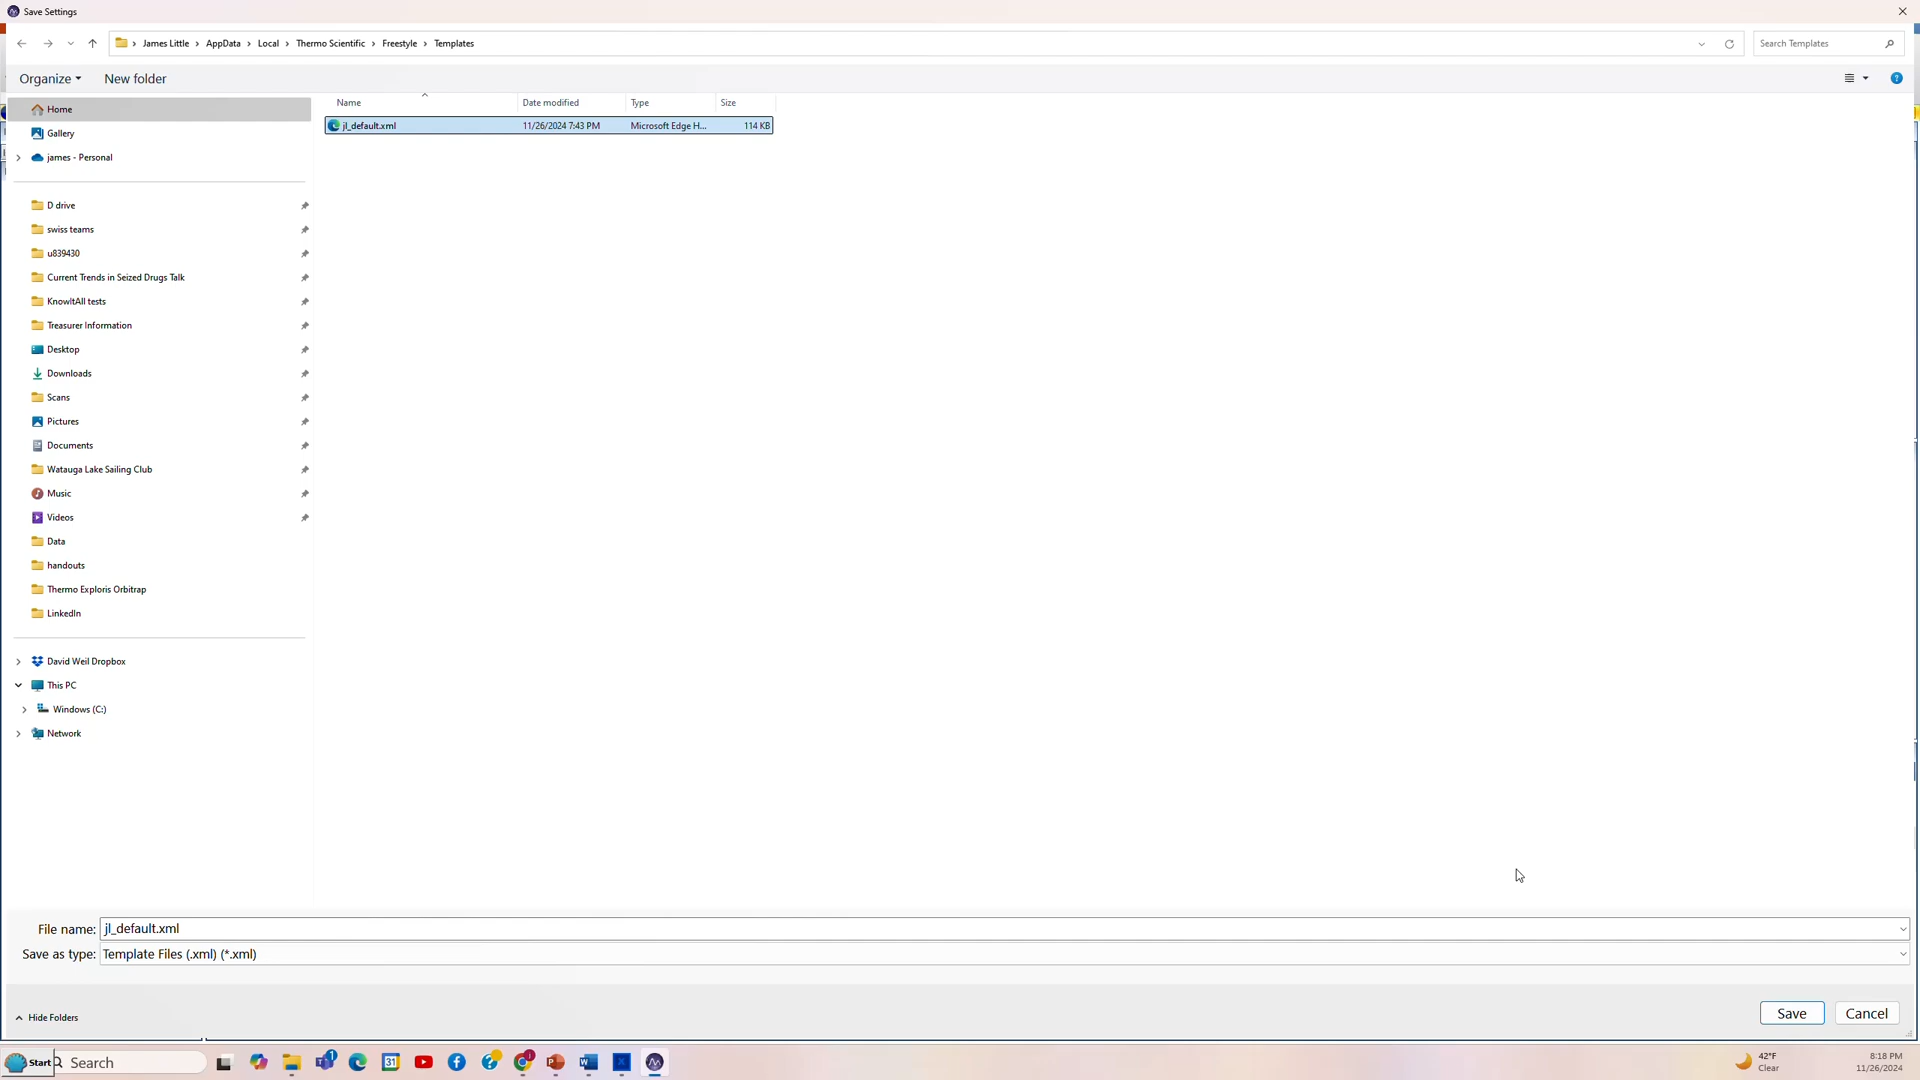 Save Settings
James Little > AppData > Local > Thermo Scientific > Freestyle > Templates
Search Templates
Organize
New folder
Name Date modified Type Size
jl_default.xml 11/26/2024 7:43 PM Microsoft Edge H... 114 KB
Home
Gallery
james - Personal
D drive
swiss teams
u839430
Current Trends in Seized Drugs Talk
KnowItAll tests
Treasurer Information
Desktop
Downloads
Scans
Pictures
Documents
Watauga Lake Sailing Club
Music
Videos
Data
handouts
Thermo Exploris Orbitrap
LinkedIn
David Weil Dropbox
This PC
Windows (C:)
Network
File name: jl_default.xml
Save as type: Template Files (.xml) (*.xml)
Hide Folders
Save Cancel
Start Search
1
31
42°F
Clear
8:18 PM
11/26/2024